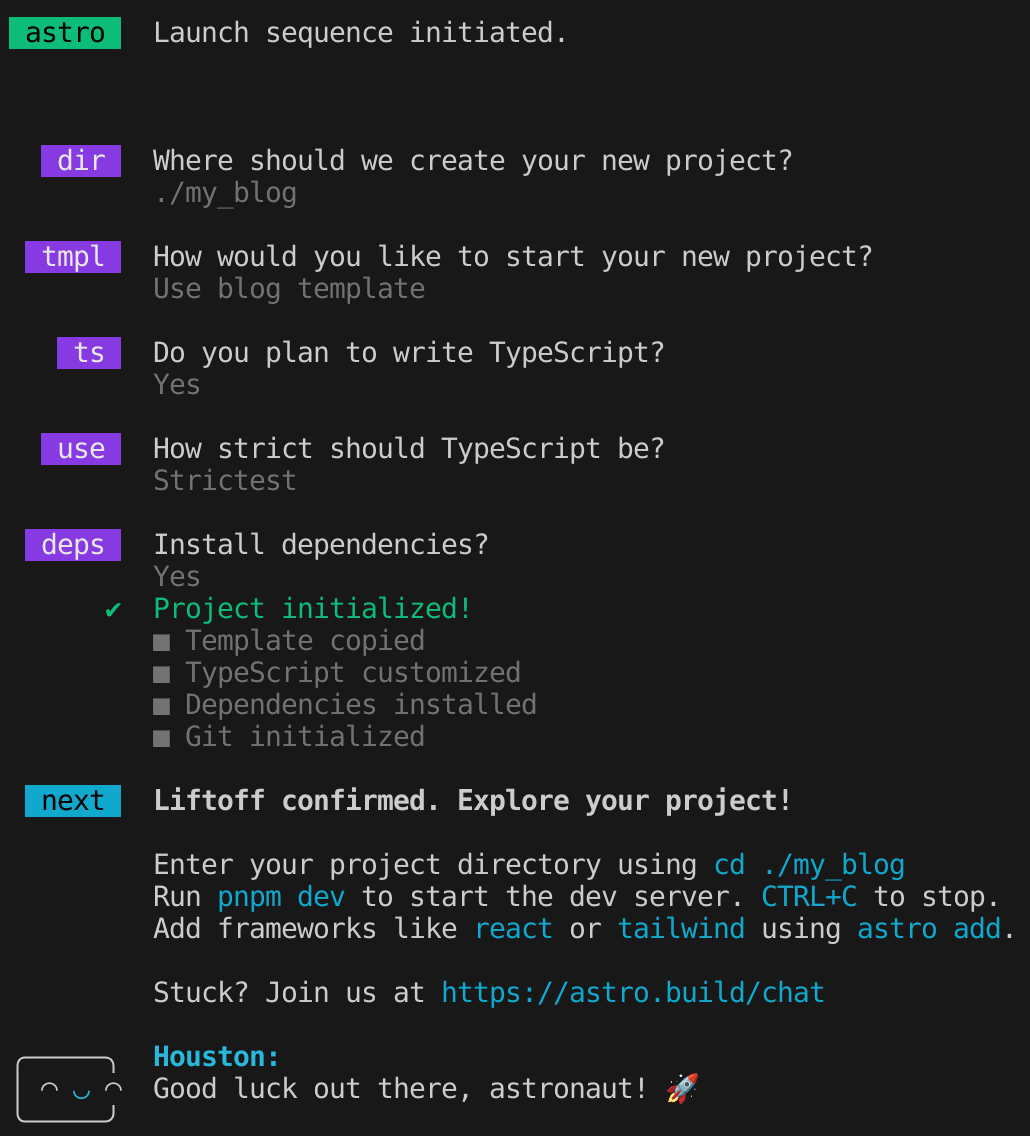 astro Launch sequence initiated.
dir Where should we create your new project?
./my_blog
tmpl How would you like to start your new project?
Use blog template
ts Do you plan to write TypeScript?
Yes
use How strict should TypeScript be?
Strictest
deps Install dependencies?
Yes
✔ Project initialized!
■ Template copied
■ TypeScript customized
■ Dependencies installed
■ Git initialized
next Liftoff confirmed. Explore your project!
Enter your project directory using cd ./my_blog
Run pnpm dev to start the dev server. CTRL+C to stop.
Add frameworks like react or tailwind using astro add.
Stuck? Join us at https://astro.build/chat
Houston:
Good luck out there, astronaut! 🚀